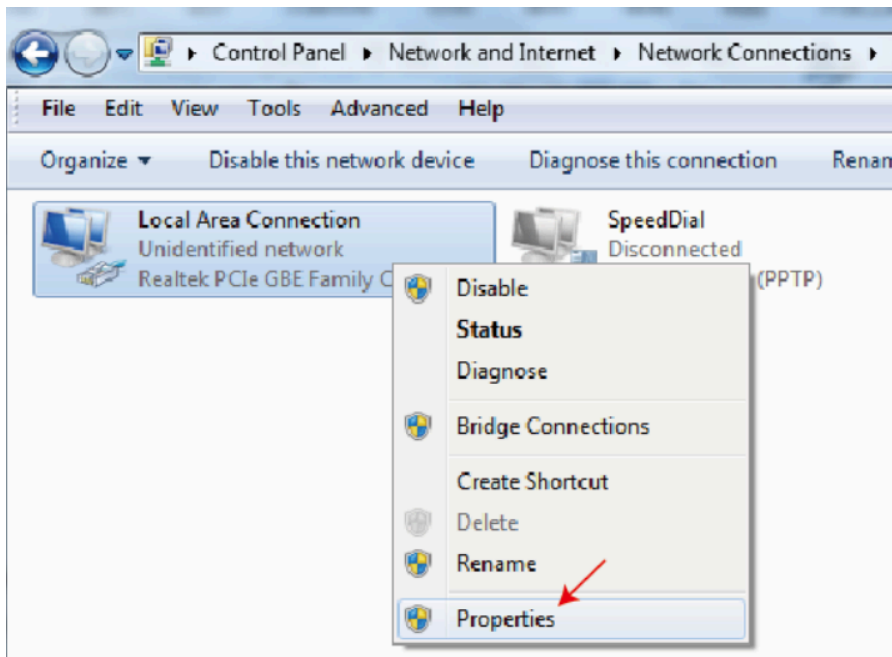 Control Panel Network and Internet Network Connections
File Edit View Tools Advanced Help
Organize Disable this network device Diagnose this connection Renam
Local Area Connection
Unidentified network
Realtek PCIe GBE Family C
SpeedDial
Disconnected
(PPTP)
Disable
Status
Diagnose
Bridge Connections
Create Shortcut
Delete
Rename
Properties